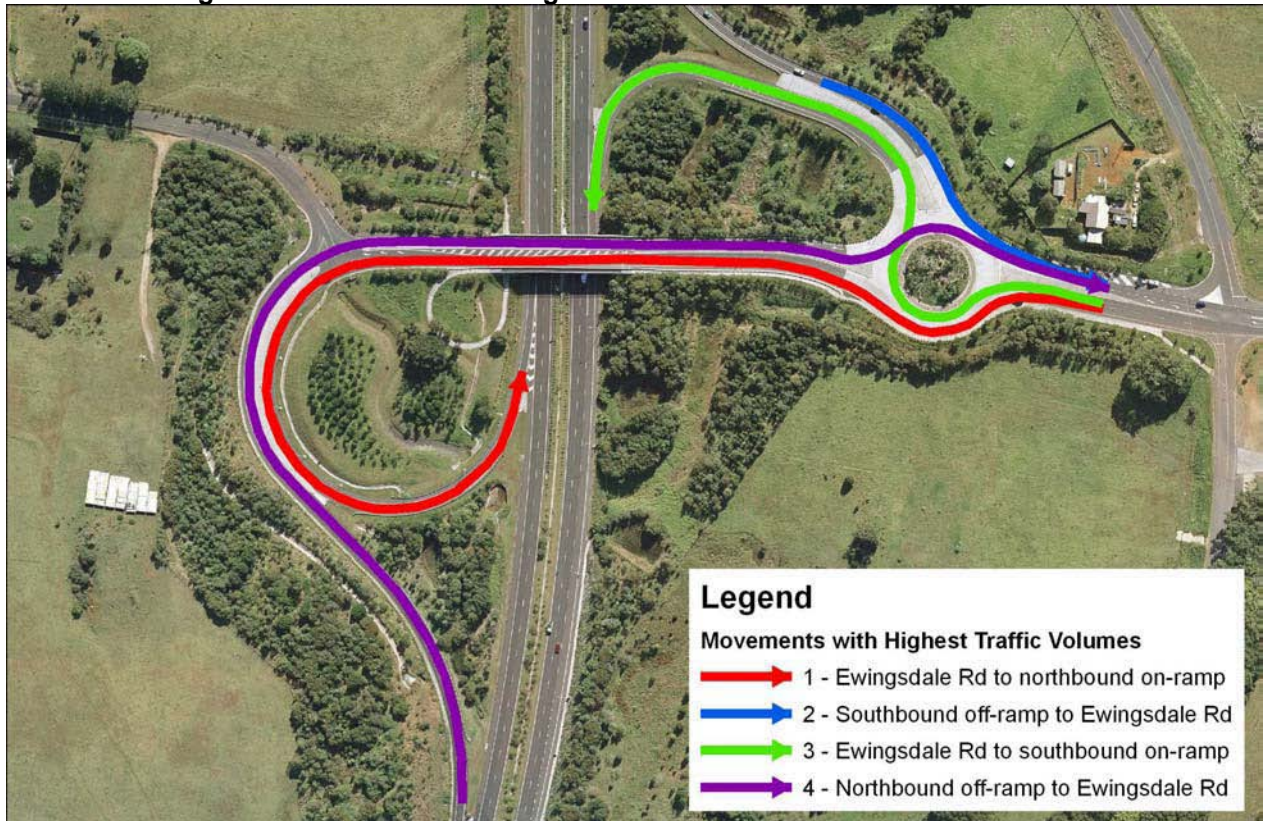 Legend
Movements with Highest Traffic Volumes
1 - Ewingsdale Rd to northbound on-ramp
2 - Southbound off-ramp to Ewingsdale Rd
3 - Ewingsdale Rd to southbound on-ramp
4 - Northbound off-ramp to Ewingsdale Rd